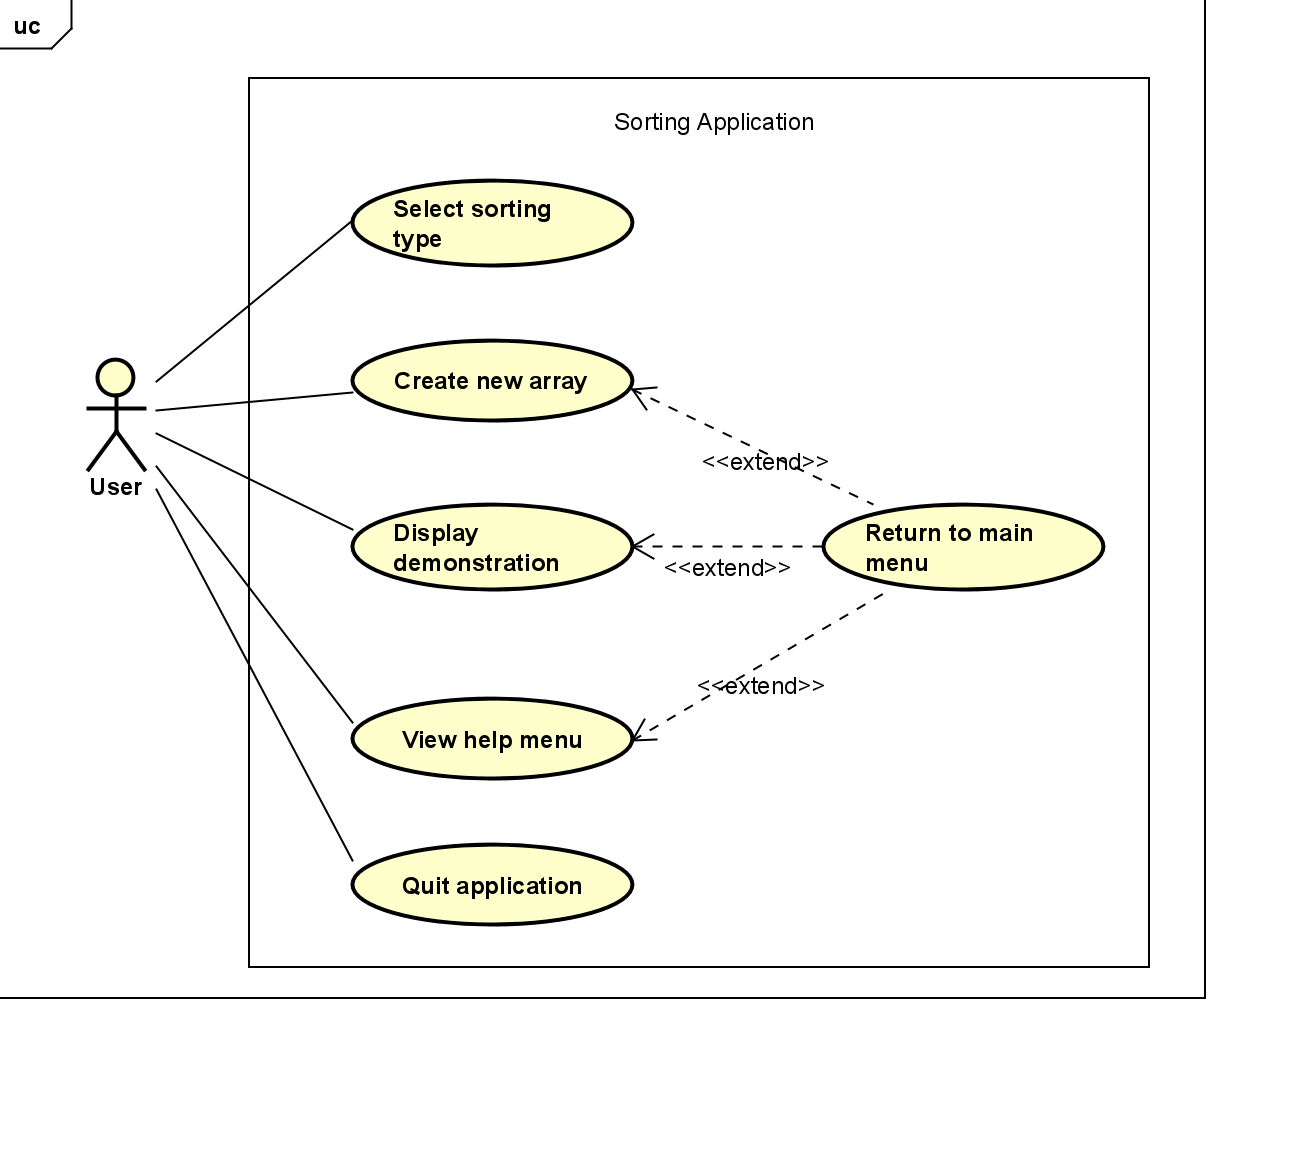 uc
Sorting Application
Select sorting
type
Create new array
<<extend>>
User
Display
demonstration
<<extend>>
Return to main
menu
<<extend>>
View help menu
Quit application